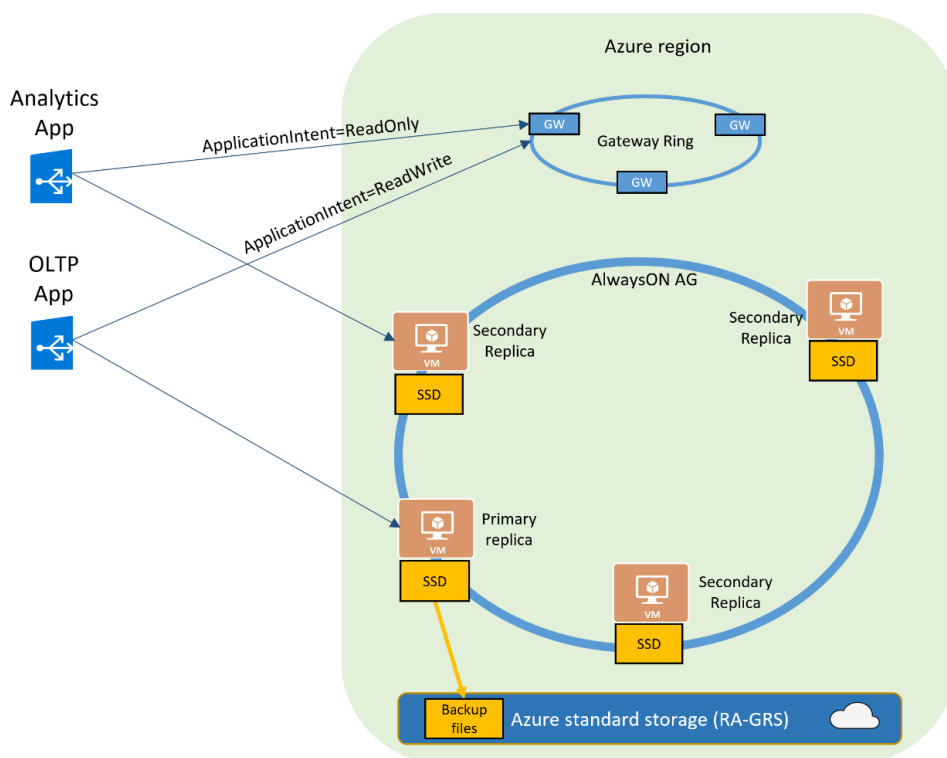 Azure region
Analytics
App
ApplicationIntent=ReadOnly
GW
GW
Gateway Ring
GW
ApplicationIntent=ReadWrite
OLTP
App
AlwaysON AG
VM
Secondary
Replica
SSD
Secondary
Replica
VM
SSD
VM
Primary
replica
SSD
VM
Secondary
Replica
SSD
Backup
files
Azure standard storage (RA-GRS)